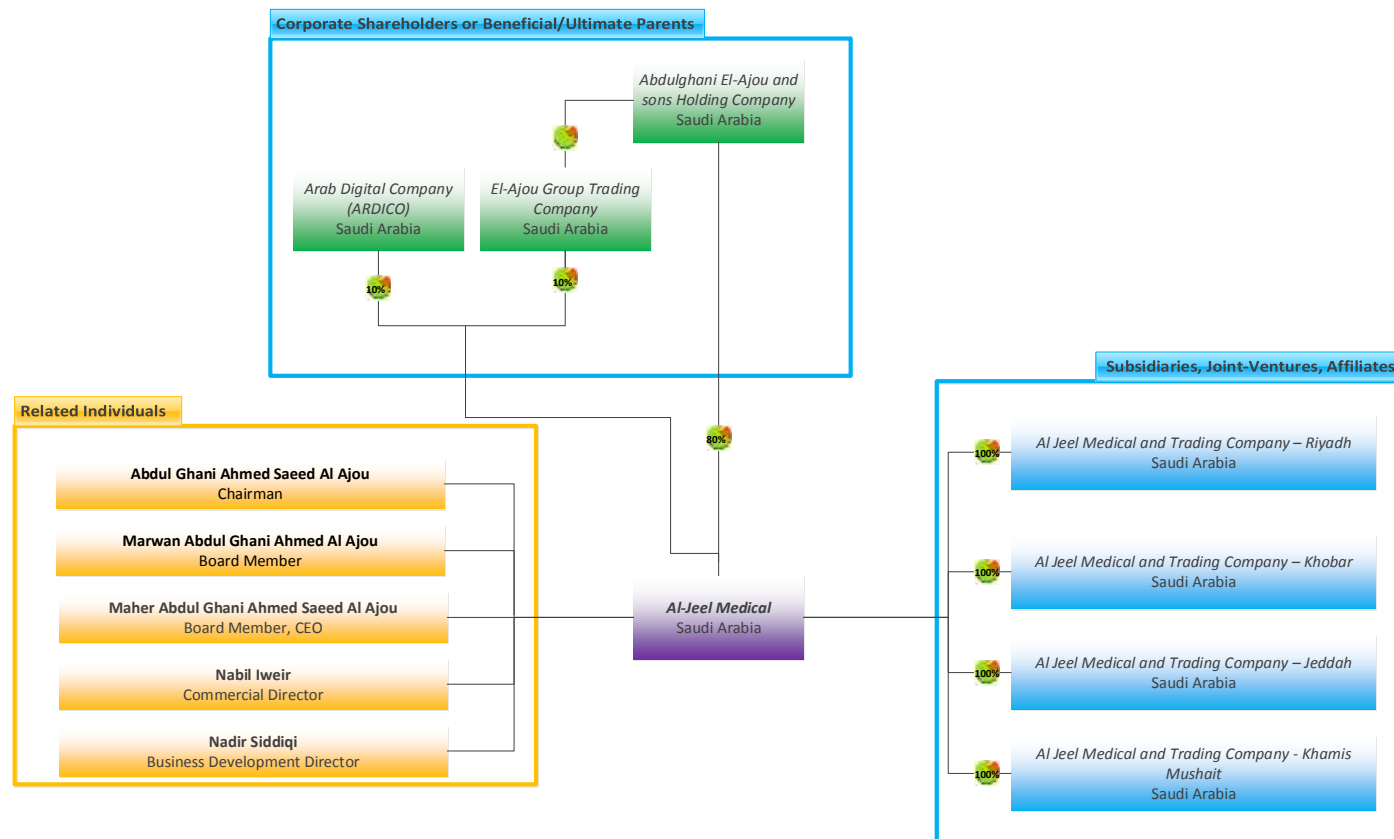 Corporate Shareholders or Beneficial/Ultimate Parents
Abdulghani El-Ajou and
sons Holding Company
Saudi Arabia
Arab Digital Company
(ARDICO)
Saudi Arabia
El-Ajou Group Trading
Company
Saudi Arabia
10%
10%
80%
Related Individuals
Abdul Ghani Ahmed Saeed Al Ajou
Chairman
Marwan Abdul Ghani Ahmed Al Ajou
Board Member
Maher Abdul Ghani Ahmed Saeed Al Ajou
Board Member, CEO
Nabil Iweir
Commercial Director
Nadir Siddiqi
Business Development Director
Al-Jeel Medical
Saudi Arabia
Subsidiaries, Joint-Ventures, Affiliates
100%
Al Jeel Medical and Trading Company – Riyadh
Saudi Arabia
100%
Al Jeel Medical and Trading Company – Khobar
Saudi Arabia
100%
Al Jeel Medical and Trading Company – Jeddah
Saudi Arabia
100%
Al Jeel Medical and Trading Company - Khamis
Mushait
Saudi Arabia